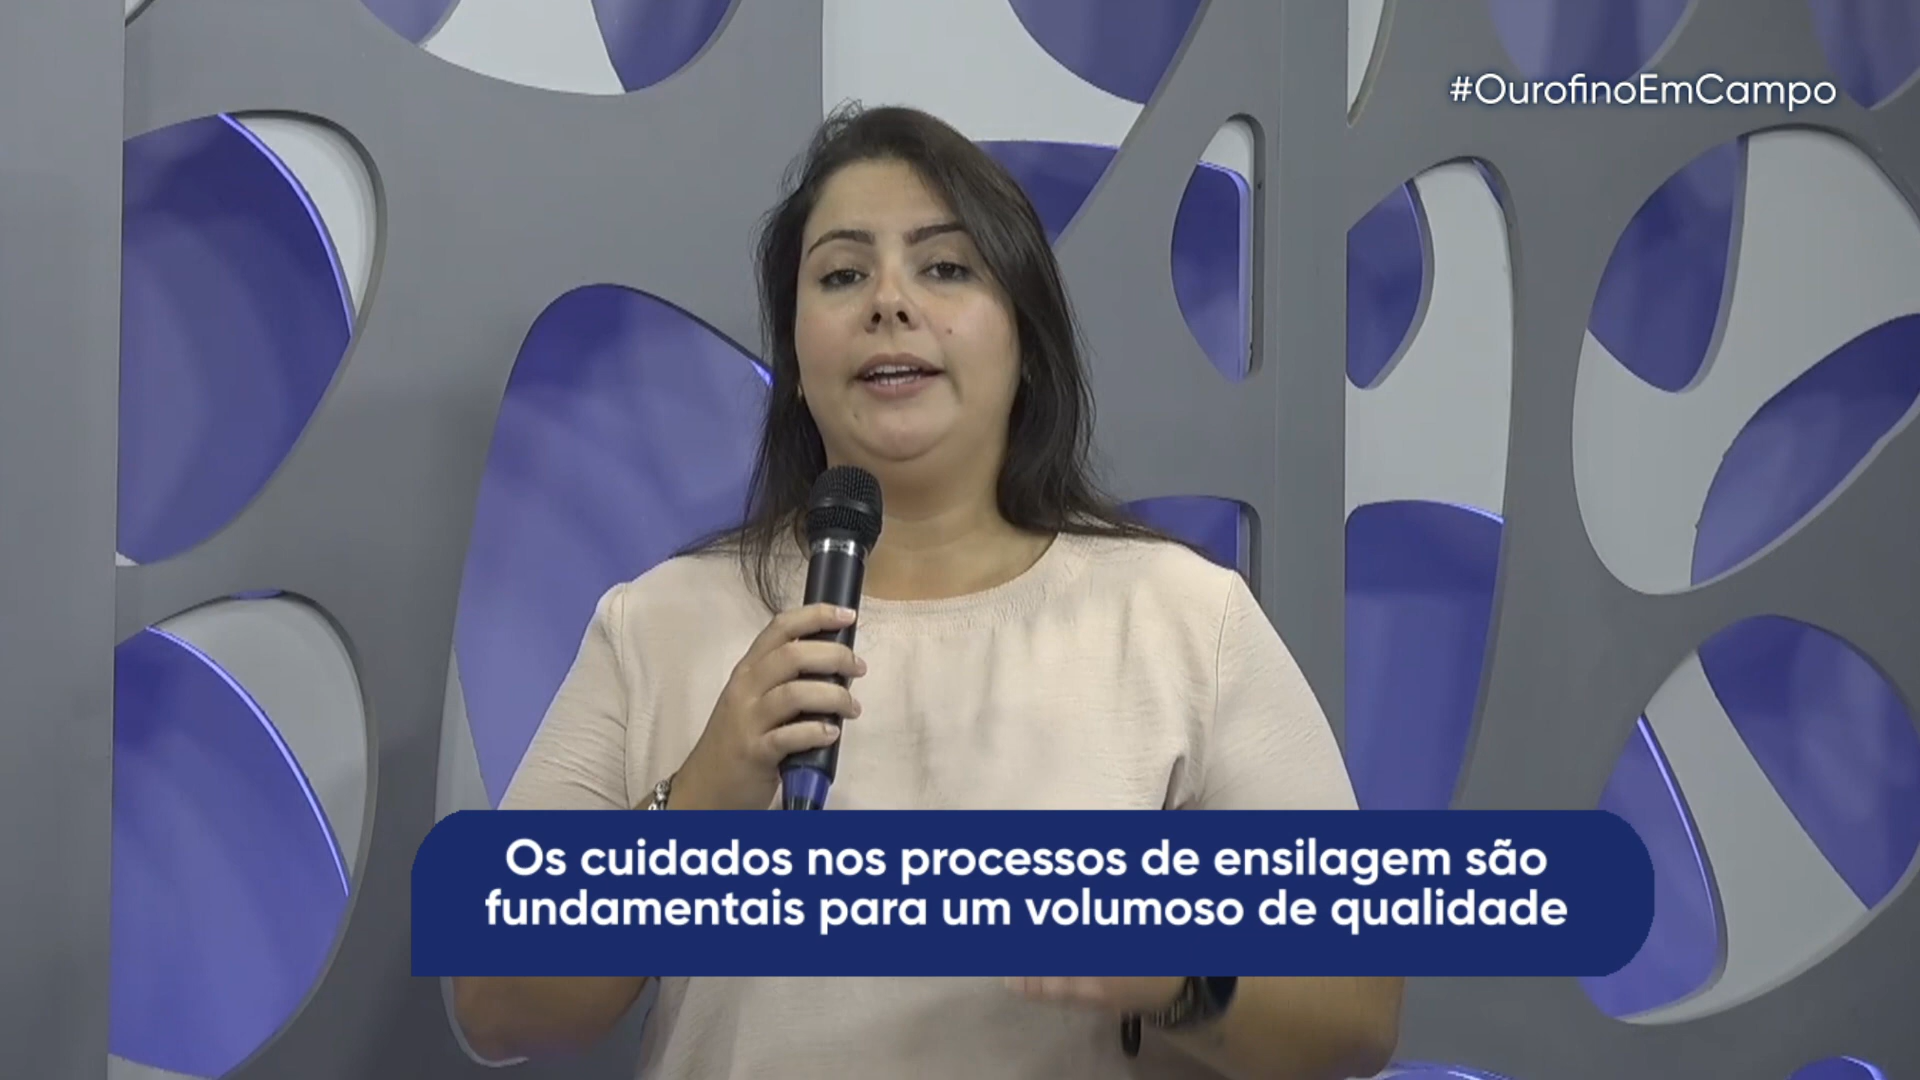 #OurofinoEmCampo
Os cuidados nos processos de ensilagem são
fundamentais para um volumoso de qualidade